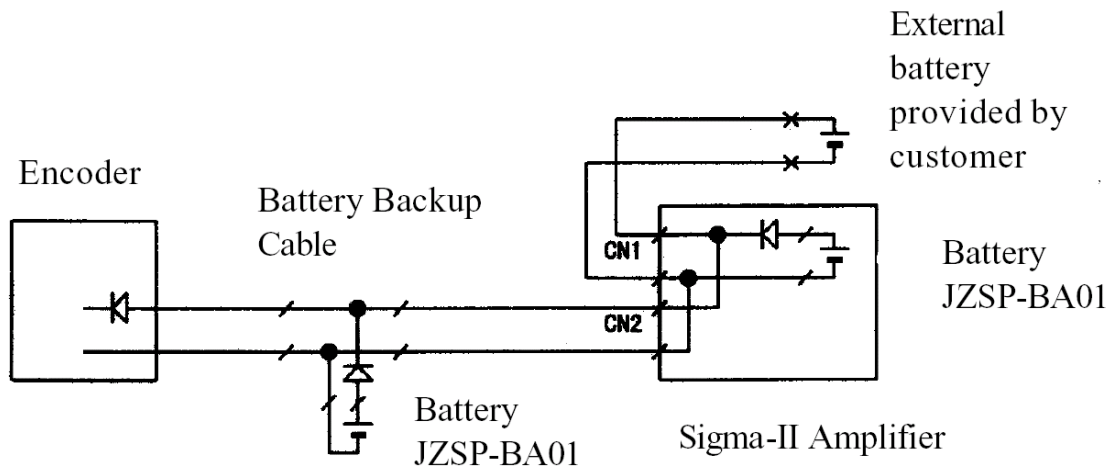 External
battery
provided by
customer
Encoder
Battery Backup
Cable
CN1
Battery
JZSP-BA01
CN2
Battery
JZSP-BA01
Sigma-II Amplifier